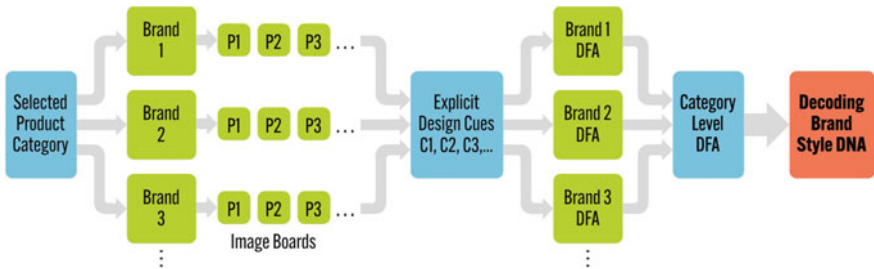 Selected
Product
Category
Brand
1
P1 P2 P3 ...
Brand
2
P1 P2 P3 ...
Brand
3
P1 P2 P3 ...
Image Boards
Explicit
Design Cues
C1, C2, C3,...
Brand 1
DFA
Brand 2
DFA
Brand 3
DFA
Category
Level
DFA
Decoding
Brand
Style DNA